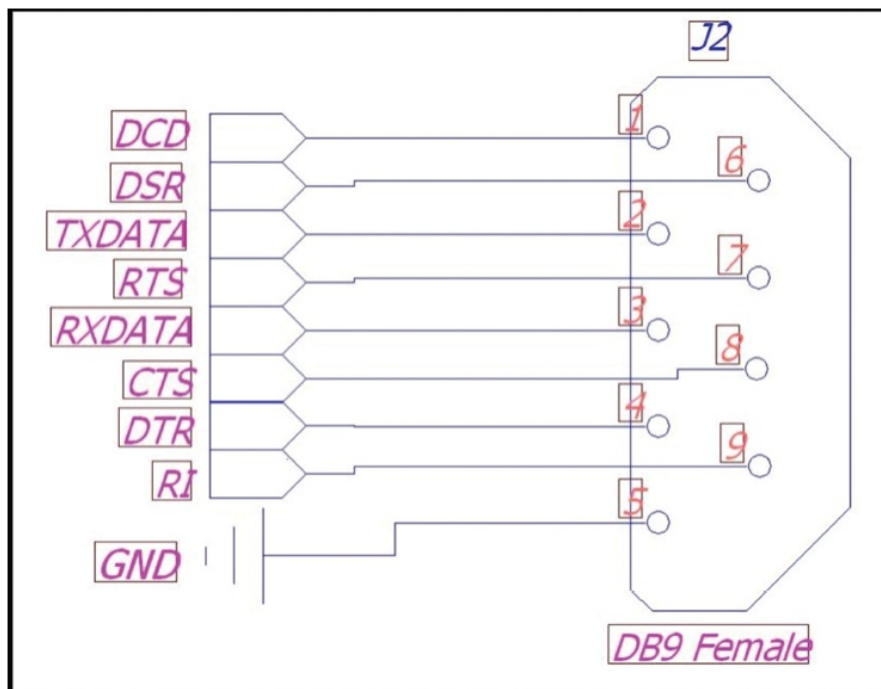 J2
DCD
1
DSR
6
TXDATA
2
RTS
7
RXDATA
3
CTS
8
DTR
4
RI
9
GND
5
DB9 Female